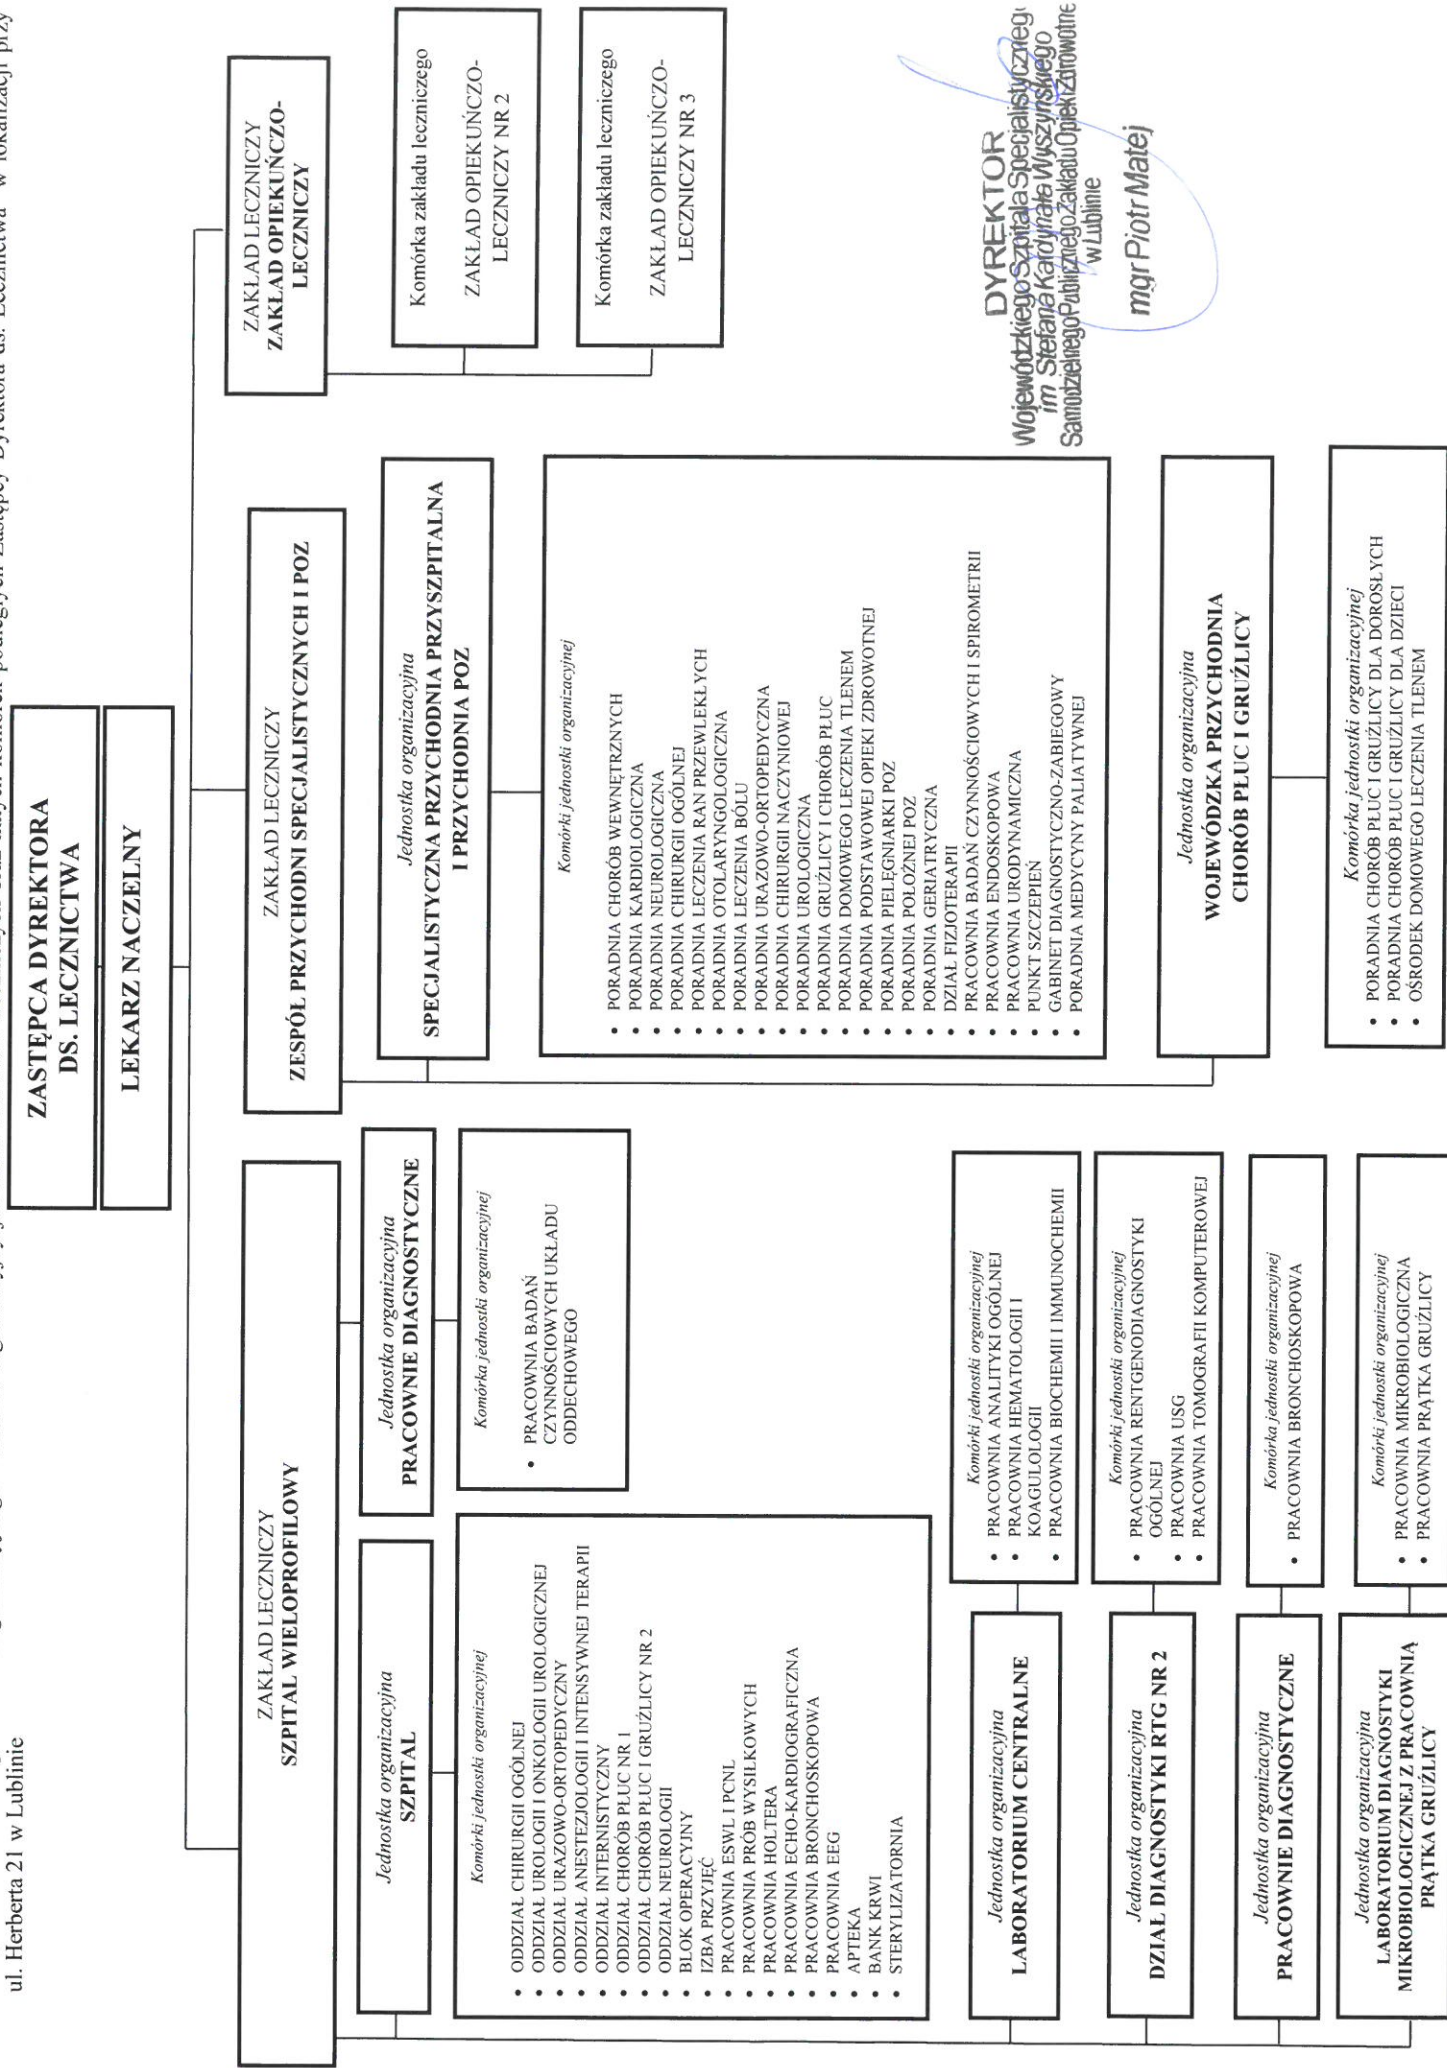 podległych Zastępcy Dyrektora ds. Lecznictwa w lokalizacji przy
ul. Herberta 21 w Lublinie
ZASTĘPCA DYREKTORA
DS. LECZNICTWA
LEKARZ NACZELNY
ZAKŁAD LECZNICZY
SZPITAL WIELOPROFILOWY
Jednostka organizacyjna
SZPITAL
Komórki jednostki organizacyjnej
• ODDZIAŁ CHIRURGII OGÓLNEJ
• ODDZIAŁ UROLOGII I ONKOLOGII UROLOGICZNEJ
• ODDZIAŁ URAZOWO-ORTOPEDYCZNY
• ODDZIAŁ ANESTEZJOLOGII I INTENSYWNEJ TERAPII
• ODDZIAŁ INTERNISTYCZNY
• ODDZIAŁ CHORÓB PŁUC NR 1
• ODDZIAŁ CHORÓB PŁUC I GRUŹLICY NR 2
• ODDZIAŁ NEUROLOGII
• BLOK OPERACYJNY
• IZBA PRZYJĘĆ
• PRACOWNIA ESWL I PCNL
• PRACOWNIA PRÓB WYSIŁKOWYCH
• PRACOWNIA HOLTERA
• PRACOWNIA ECHO-KARDIOGRAFICZNA
• PRACOWNIA BRONCHOSKOPOWA
• PRACOWNIA EEG
• APTEKA
• BANK KRWI
• STERYLIZATORNIA
Jednostka organizacyjna
PRACOWNIE DIAGNOSTYCZNE
Komórka jednostki organizacyjnej
• PRACOWNIA BADAŃ
CZYNNOŚCIOWYCH UKŁADU
ODDECHOWEGO
Jednostka organizacyjna
LABORATORIUM CENTRALNE
Komórki jednostki organizacyjnej
• PRACOWNIA ANALITYKI OGÓLNEJ
• PRACOWNIA HEMATOLOGII I
KOAGULOLOGII
• PRACOWNIA BIOCHEMII I IMMUNOCHEMII
Jednostka organizacyjna
DZIAŁ DIAGNOSTYKI RTG NR 2
Komórki jednostki organizacyjnej
• PRACOWNIA RENTGENODIAGNOSTYKI
OGÓLNEJ
• PRACOWNIA USG
• PRACOWNIA TOMOGRAFII KOMPUTEROWEJ
Jednostka organizacyjna
PRACOWNIE DIAGNOSTYCZNE
Komórka jednostki organizacyjnej
• PRACOWNIA BRONCHOSKOPOWA
Jednostka organizacyjna
LABORATORIUM DIAGNOSTYKI
MIKROBIOLOGICZNEJ Z PRACOWNIĄ
PRĄTKA GRUŹLICY
Komórki jednostki organizacyjnej
• PRACOWNIA MIKROBIOLOGICZNA
• PRACOWNIA PRĄTKA GRUŹLICY
ZAKŁAD LECZNICZY
ZESPÓŁ PRZYCHODNI SPECJALISTYCZNYCH I POZ
Jednostka organizacyjna
SPECJALISTYCZNA PRZYCHODNIA PRZYSZPITALNA
I PRZYCHODNIA POZ
Komórki jednostki organizacyjnej
• PORADNIA CHORÓB WEWNĘTRZNYCH
• PORADNIA KARDIOLOGICZNA
• PORADNIA NEUROLOGICZNA
• PORADNIA CHIRURGII OGÓLNEJ
• PORADNIA LECZENIA RAN PRZEWLEKŁYCH
• PORADNIA OTOLARYNGOLOGICZNA
• PORADNIA LECZENIA BÓLU
• PORADNIA URAZOWO-ORTOPEDYCZNA
• PORADNIA CHIRURGII NACZYNIOWEJ
• PORADNIA UROLOGICZNA
• PORADNIA GRUŹLICY I CHORÓB PŁUC
• PORADNIA DOMOWEGO LECZENIA TLENEM
• PORADNIA PODSTAWOWEJ OPIEKI ZDROWOTNEJ
• PORADNIA PIELĘGNIARKI POZ
• PORADNIA POŁOŻNEJ POZ
• PORADNIA GERIATRYCZNA
• DZIAŁ FIZJOTERAPII
• PRACOWNIA BADAŃ CZYNNOŚCIOWYCH I SPIROMETRII
• PRACOWNIA ENDOSKOPOWA
• PRACOWNIA URODYNAMICZNA
• PUNKT SZCZEPIEŃ
• GABINET DIAGNOSTYCZNO-ZABIEGOWY
• PORADNIA MEDYCYNY PALIATYWNEJ
Jednostka organizacyjna
WOJEWÓDZKA PRZYCHODNIA
CHORÓB PŁUC I GRUŹLICY
Komórka jednostki organizacyjnej
• PORADNIA CHORÓB PŁUC I GRUŹLICY DLA DOROSŁYCH
• PORADNIA CHORÓB PŁUC I GRUŹLICY DLA DZIECI
• OŚRODEK DOMOWEGO LECZENIA TLENEM
ZAKŁAD LECZNICZY
ZAKŁAD OPIEKUŃCZO-
LECZNICZY
Komórka zakładu leczniczego
ZAKŁAD OPIEKUŃCZO-
LECZNICZY NR 2
Komórka zakładu leczniczego
ZAKŁAD OPIEKUŃCZO-
LECZNICZY NR 3
DYREKTOR
Wojewódzkiego Szpitala Specjalistycznego
im Stefana Kardynała Wyszyńskiego
Samodzielnego Publicznego Zakładu Opieki Zdrowotne
w Lublinie
mgr Piotr Matej